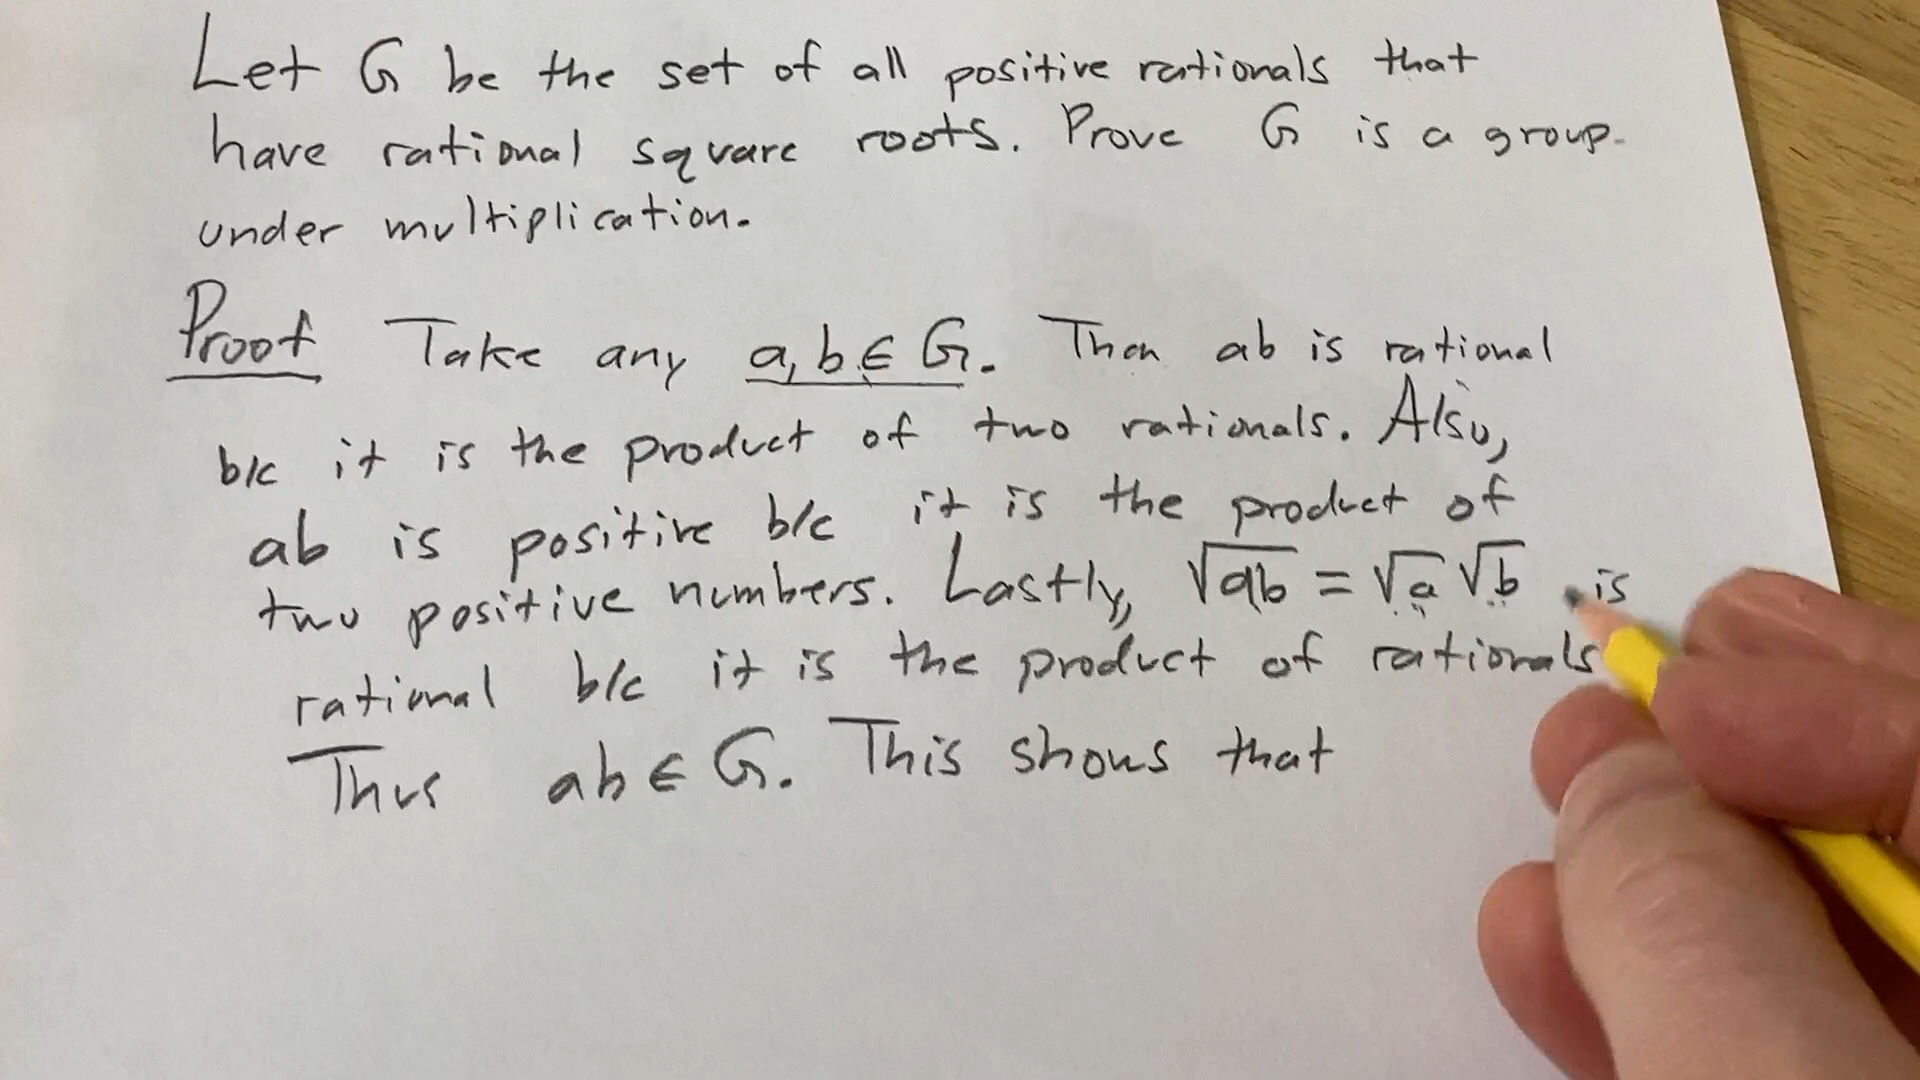 Let G be the set of all positive rationals that
have rational square roots. Prove G is a group
under multiplication.
Proof Take any a, b ∈ G. Then ab is rational
b/c it is the product of two rationals. Also,
ab is positive b/c it is the product of
two positive numbers. Lastly, √ab = √a √b is
rational b/c it is the product of rationals
Thus ab ∈ G. This shows that